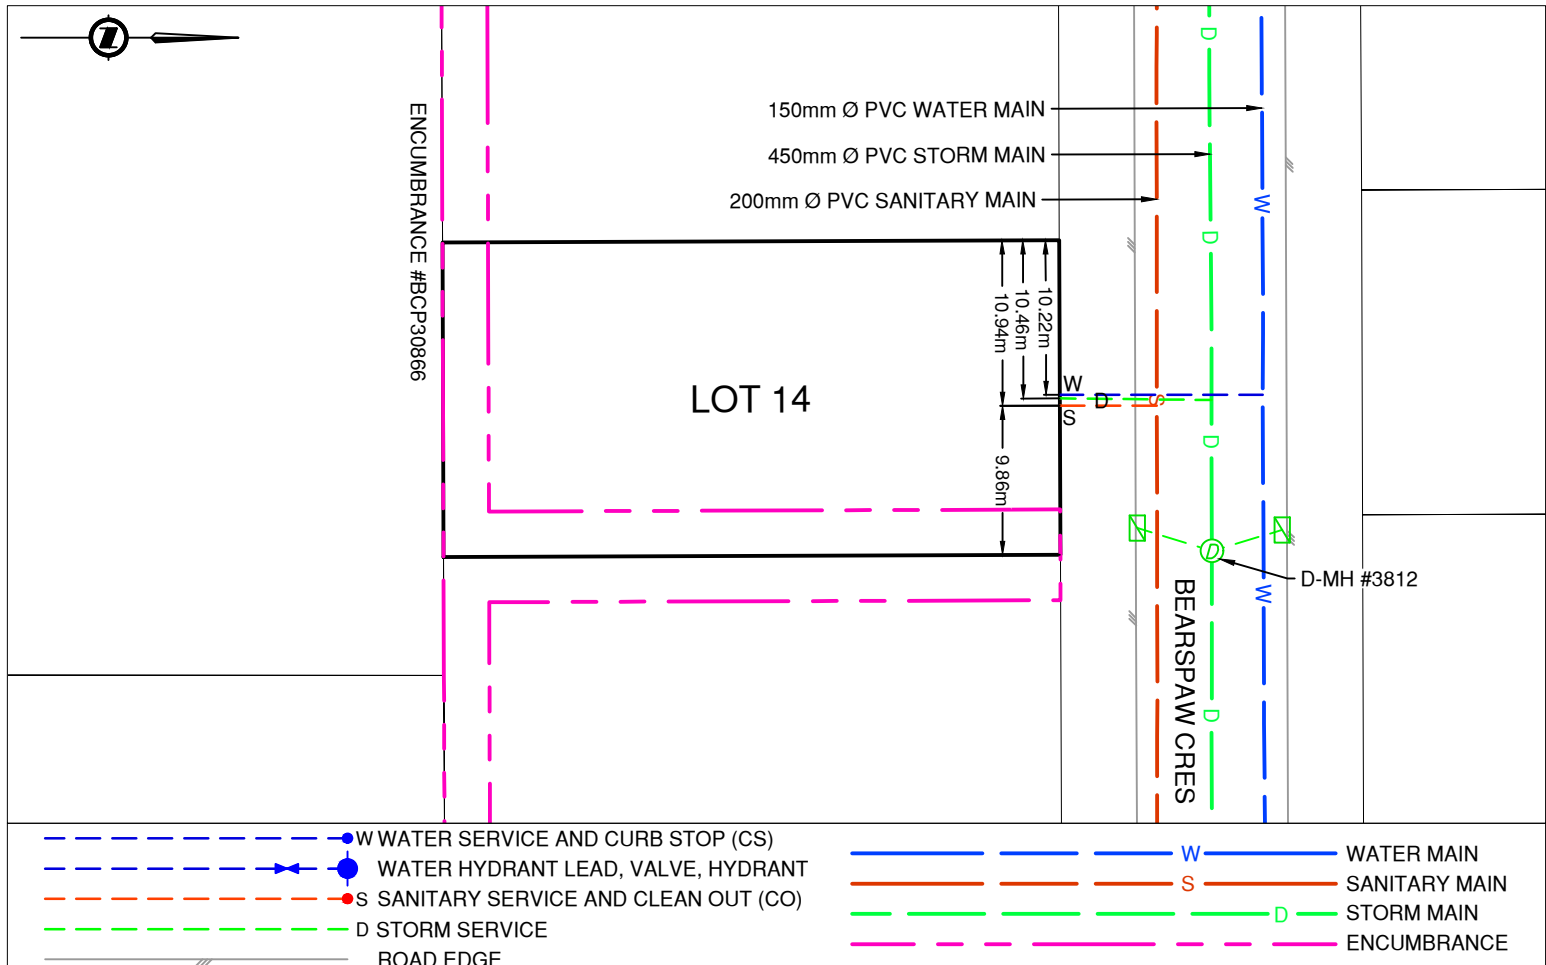 Z
D
150mm Ø PVC WATER MAIN
450mm Ø PVC STORM MAIN
200mm Ø PVC SANITARY MAIN
ENCUMBRANCE #BCP30866
W
D
10.22m
10.46m
10.94m
LOT 14
W
D
S
S
D
9.86m
D
D-MH #3812
W
BEARSPAW CRES
D
W WATER SERVICE AND CURB STOP (CS)
WATER HYDRANT LEAD, VALVE, HYDRANT
S SANITARY SERVICE AND CLEAN OUT (CO)
D STORM SERVICE
ROAD EDGE
W WATER MAIN
S SANITARY MAIN
D STORM MAIN
ENCUMBRANCE